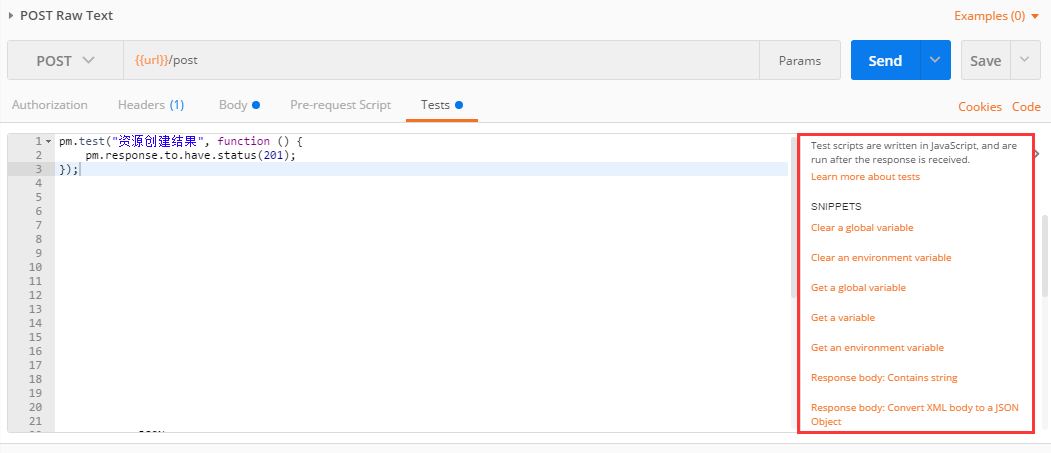 POST Raw Text
Examples (0)
POST
{{url}}/post
Params
Send
Save
Authorization
Headers (1)
Body
Pre-request Script
Tests
Cookies
Code
1 pm.test("资源创建结果", function () {
2 pm.response.to.have.status(201);
3 });
4
5
6
7
8
9
10
11
12
13
14
15
16
17
18
19
20
21
Test scripts are written in JavaScript, and are
run after the response is received.
Learn more about tests
SNIPPETS
Clear a global variable
Clear an environment variable
Get a global variable
Get a variable
Get an environment variable
Response body: Contains string
Response body: Convert XML body to a JSON
Object